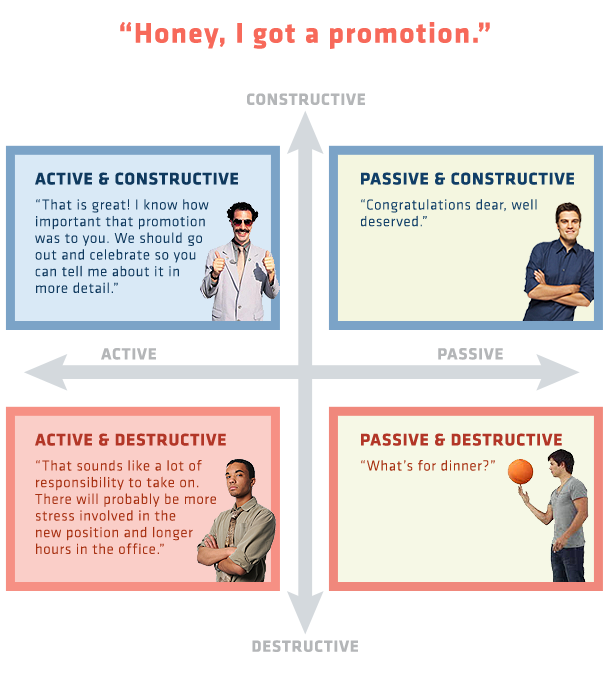 “Honey, I got a promotion.”
CONSTRUCTIVE
ACTIVE & CONSTRUCTIVE
“That is great! I know how
important that promotion
was to you. We should go
out and celebrate so you
can tell me about it in
more detail.”
PASSIVE & CONSTRUCTIVE
“Congratulations dear, well
deserved.”
ACTIVE
PASSIVE
ACTIVE & DESTRUCTIVE
“That sounds like a lot of
responsibility to take on.
There will probably be more
stress involved in the
new position and longer
hours in the office.”
PASSIVE & DESTRUCTIVE
“What’s for dinner?”
DESTRUCTIVE